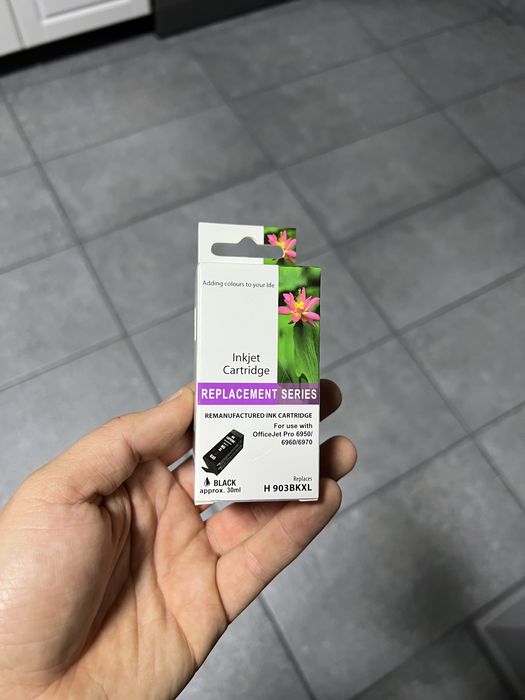 Adding colours to your life
Inkjet
Cartridge
REPLACEMENT SERIES
REMANUFACTURED INK CARTRIDGE
For use with
OfficeJet Pro 6950/
6960/6970
BLACK
approx. 30ml
Replaces
H 903BKXL